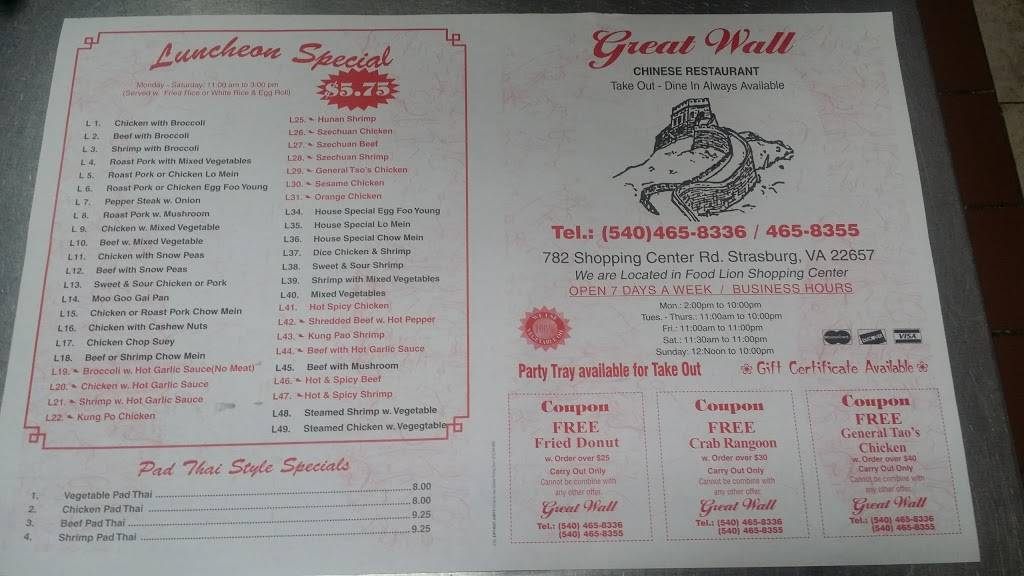 Luncheon Special
Monday - Saturday: 11:00 am to 3:00 pm
(Served w. Fried Rice or White Rice & Egg Roll)
$5.75
L 1. Chicken with Broccoli
L 2. Beef with Broccoli
L 3. Shrimp with Broccoli
L 4. Roast Pork with Mixed Vegetables
L 5. Roast Pork or Chicken Lo Mein
L 6. Roast Pork or Chicken Egg Foo Young
L 7. Pepper Steak w. Onion
L 8. Roast Pork w. Mushroom
L 9. Chicken w. Mixed Vegetable
L10. Beef w. Mixed Vegetable
L11. Chicken with Snow Peas
L12. Beef with Snow Peas
L13. Sweet & Sour Chicken or Pork
L14. Moo Goo Gai Pan
L15. Chicken or Roast Pork Chow Mein
L16. Chicken with Cashew Nuts
L17. Chicken Chop Suey
L18. Beef or Shrimp Chow Mein
L19. Broccoli w. Hot Garlic Sauce(No Meat)
L20. Chicken w. Hot Garlic Sauce
L21. Shrimp w. Hot Garlic Sauce
L22. Kung Po Chicken
L25. Hunan Shrimp
L26. Szechuan Chicken
L27. Szechuan Beef
L28. Szechuan Shrimp
L29. General Tao's Chicken
L30. Sesame Chicken
L31. Orange Chicken
L34. House Special Egg Foo Young
L35. House Special Lo Mein
L36. House Special Chow Mein
L37. Dice Chicken & Shrimp
L38. Sweet & Sour Shrimp
L39. Shrimp with Mixed Vegetables
L40. Mixed Vegetables
L41. Hot Spicy Chicken
L42. Shredded Beef w. Hot Pepper
L43. Kung Pao Shrimp
L44. Beef with Hot Garlic Sauce
L45. Beef with Mushroom
L46. Hot & Spicy Beef
L47. Hot & Spicy Shrimp
L48. Steamed Shrimp w. Vegetable
L49. Steamed Chicken w. Vegegtable
Pad Thai Style Specials
1. Vegetable Pad Thai 8.00
2. Chicken Pad Thai 8.00
3. Beef Pad Thai 9.25
4. Shrimp Pad Thai 9.25
Great Wall
CHINESE RESTAURANT
Take Out - Dine In Always Available
Tel.: (540)465-8336 / 465-8355
782 Shopping Center Rd. Strasburg, VA 22657
We are Located in Food Lion Shopping Center
OPEN 7 DAYS A WEEK / BUSINESS HOURS
Mon.: 2:00pm to 10:00pm
Tues. - Thurs.: 11:00am to 10:00pm
Fri.: 11:00am to 11:00pm
Sat.: 11:30am to 11:00pm
Sunday: 12:Noon to 10:00pm
VISA
Party Tray available for Take Out
Gift Certificate Available
Coupon
FREE
Fried Donut
w. Order over $25
Carry Out Only
Cannot be combine with
any other offer.
Great Wall
Tel.: (540) 465-8336
(540) 465-8355
Coupon
FREE
Crab Rangoon
w. Order over $30
Carry Out Only
Cannot be combine with
any other offer.
Great Wall
Tel.: (540) 465-8336
(540) 465-8355
Coupon
FREE
General Tao's
Chicken
w. Order over $40
Carry Out Only
Cannot be combine with
any other offer.
Great Wall
Tel.: (540) 465-8336
(540) 465-8355